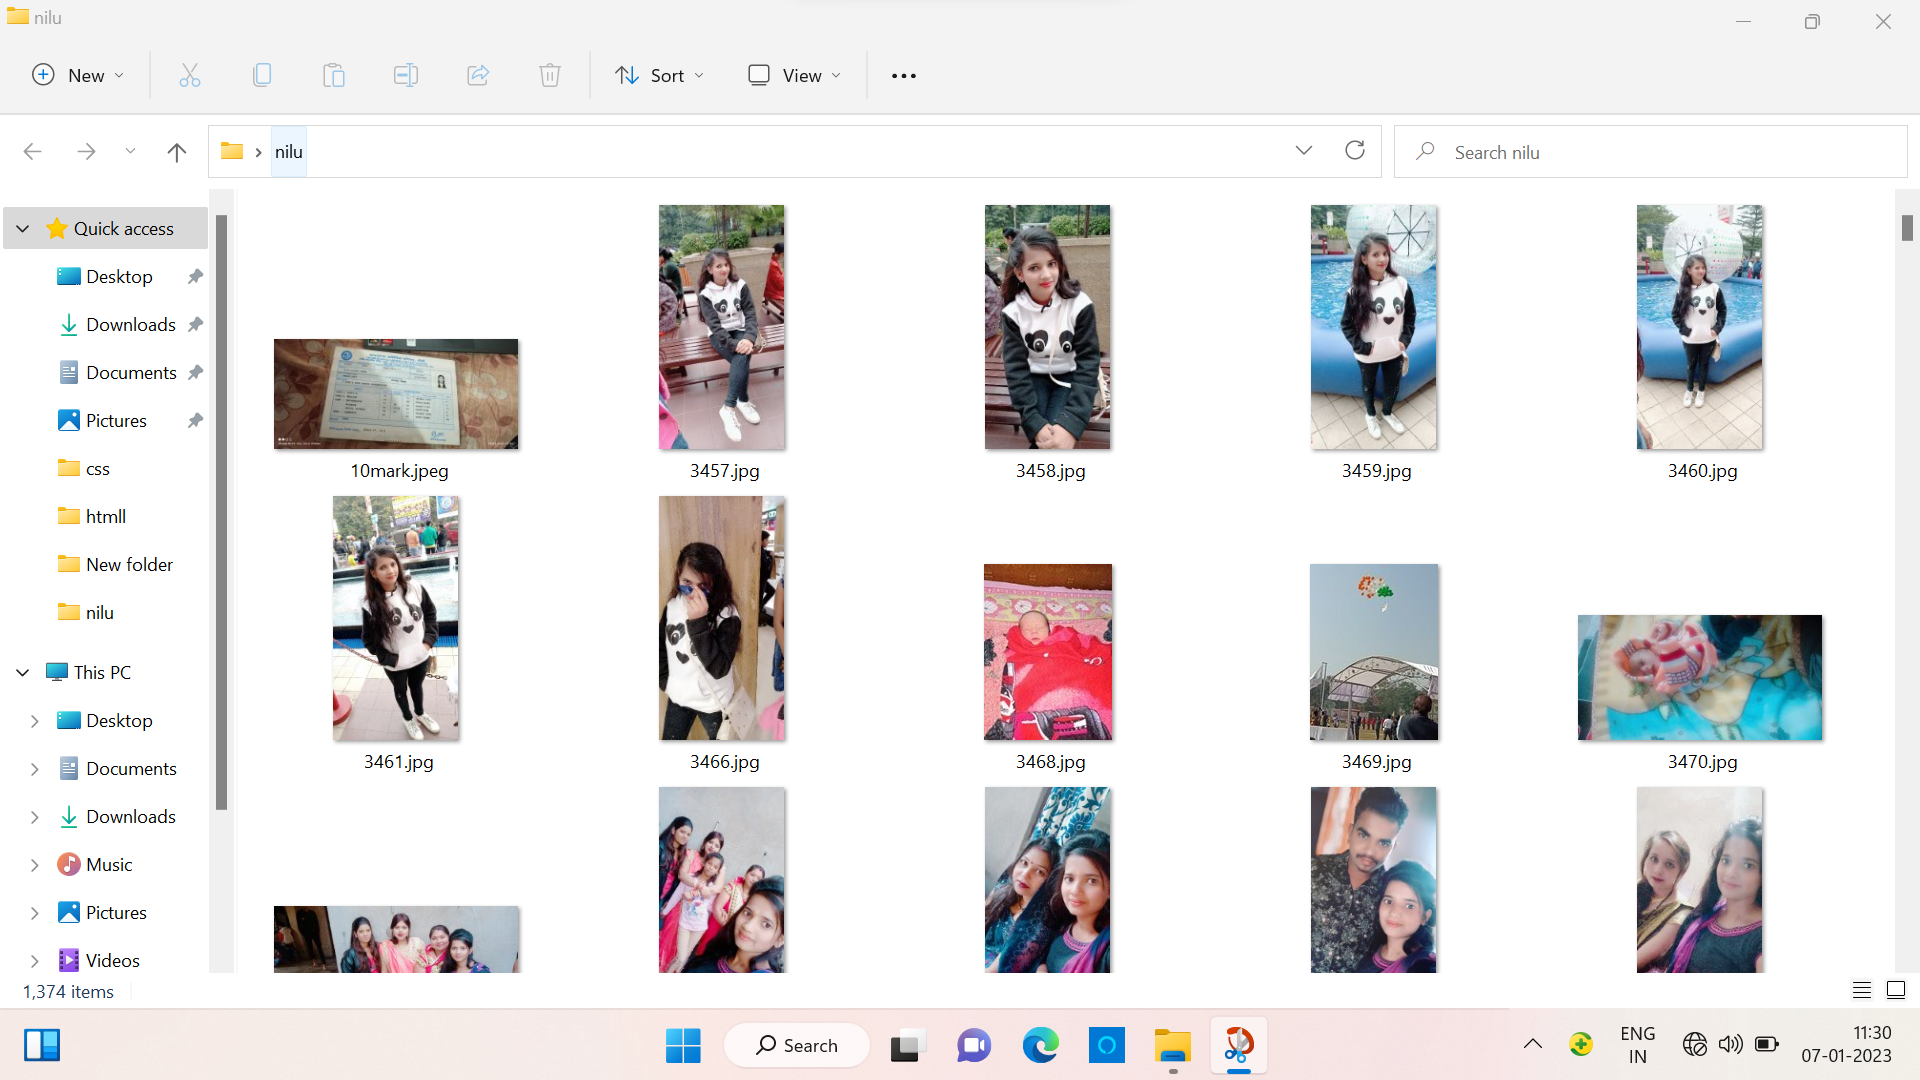 nilu
New
Sort
View
nilu
Search nilu
Quick access
Desktop
Downloads
Documents
Pictures
css
htmll
New folder
nilu
This PC
Desktop
Documents
Downloads
Music
Pictures
Videos
10mark.jpeg
3457.jpg
3458.jpg
3459.jpg
3460.jpg
3461.jpg
3466.jpg
3468.jpg
3469.jpg
3470.jpg
1,374 items
Search
ENG
IN
11:30
07-01-2023